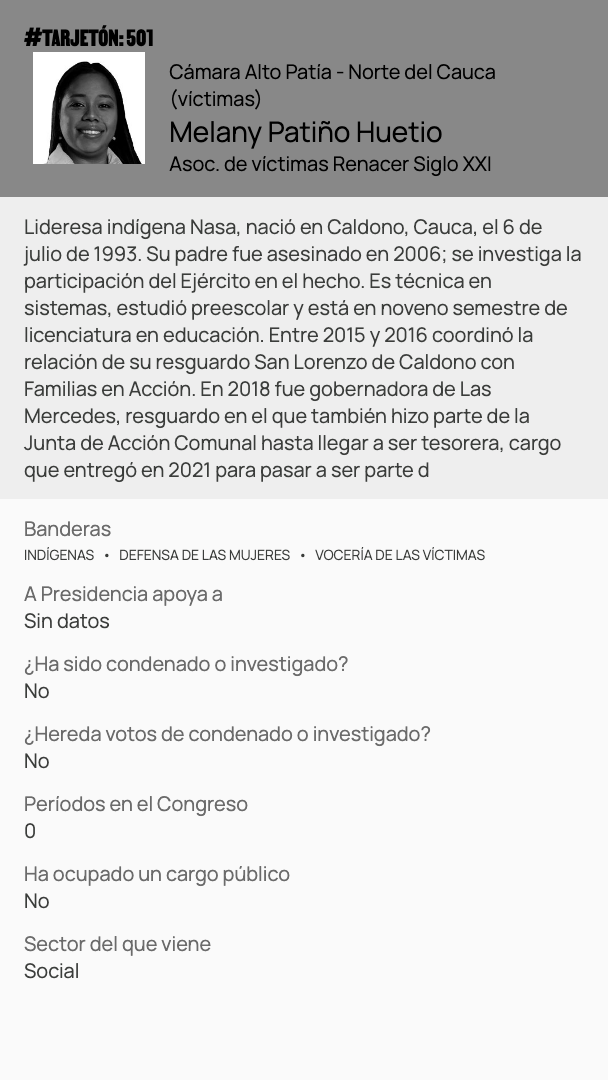 #TARJETÓN: 501
Cámara Alto Patía - Norte del Cauca
(víctimas)
Melany Patiño Huetio
Asoc. de víctimas Renacer Siglo XXI
Lideresa indígena Nasa, nació en Caldono, Cauca, el 6 de
julio de 1993. Su padre fue asesinado en 2006; se investiga la
participación del Ejército en el hecho. Es técnica en
sistemas, estudió preescolar y está en noveno semestre de
licenciatura en educación. Entre 2015 y 2016 coordinó la
relación de su resguardo San Lorenzo de Caldono con
Familias en Acción. En 2018 fue gobernadora de Las
Mercedes, resguardo en el que también hizo parte de la
Junta de Acción Comunal hasta llegar a ser tesorera, cargo
que entregó en 2021 para pasar a ser parte d
Banderas
INDÍGENAS • DEFENSA DE LAS MUJERES • VOCERÍA DE LAS VÍCTIMAS
A Presidencia apoya a
Sin datos
¿Ha sido condenado o investigado?
No
¿Hereda votos de condenado o investigado?
No
Períodos en el Congreso
0
Ha ocupado un cargo público
No
Sector del que viene
Social